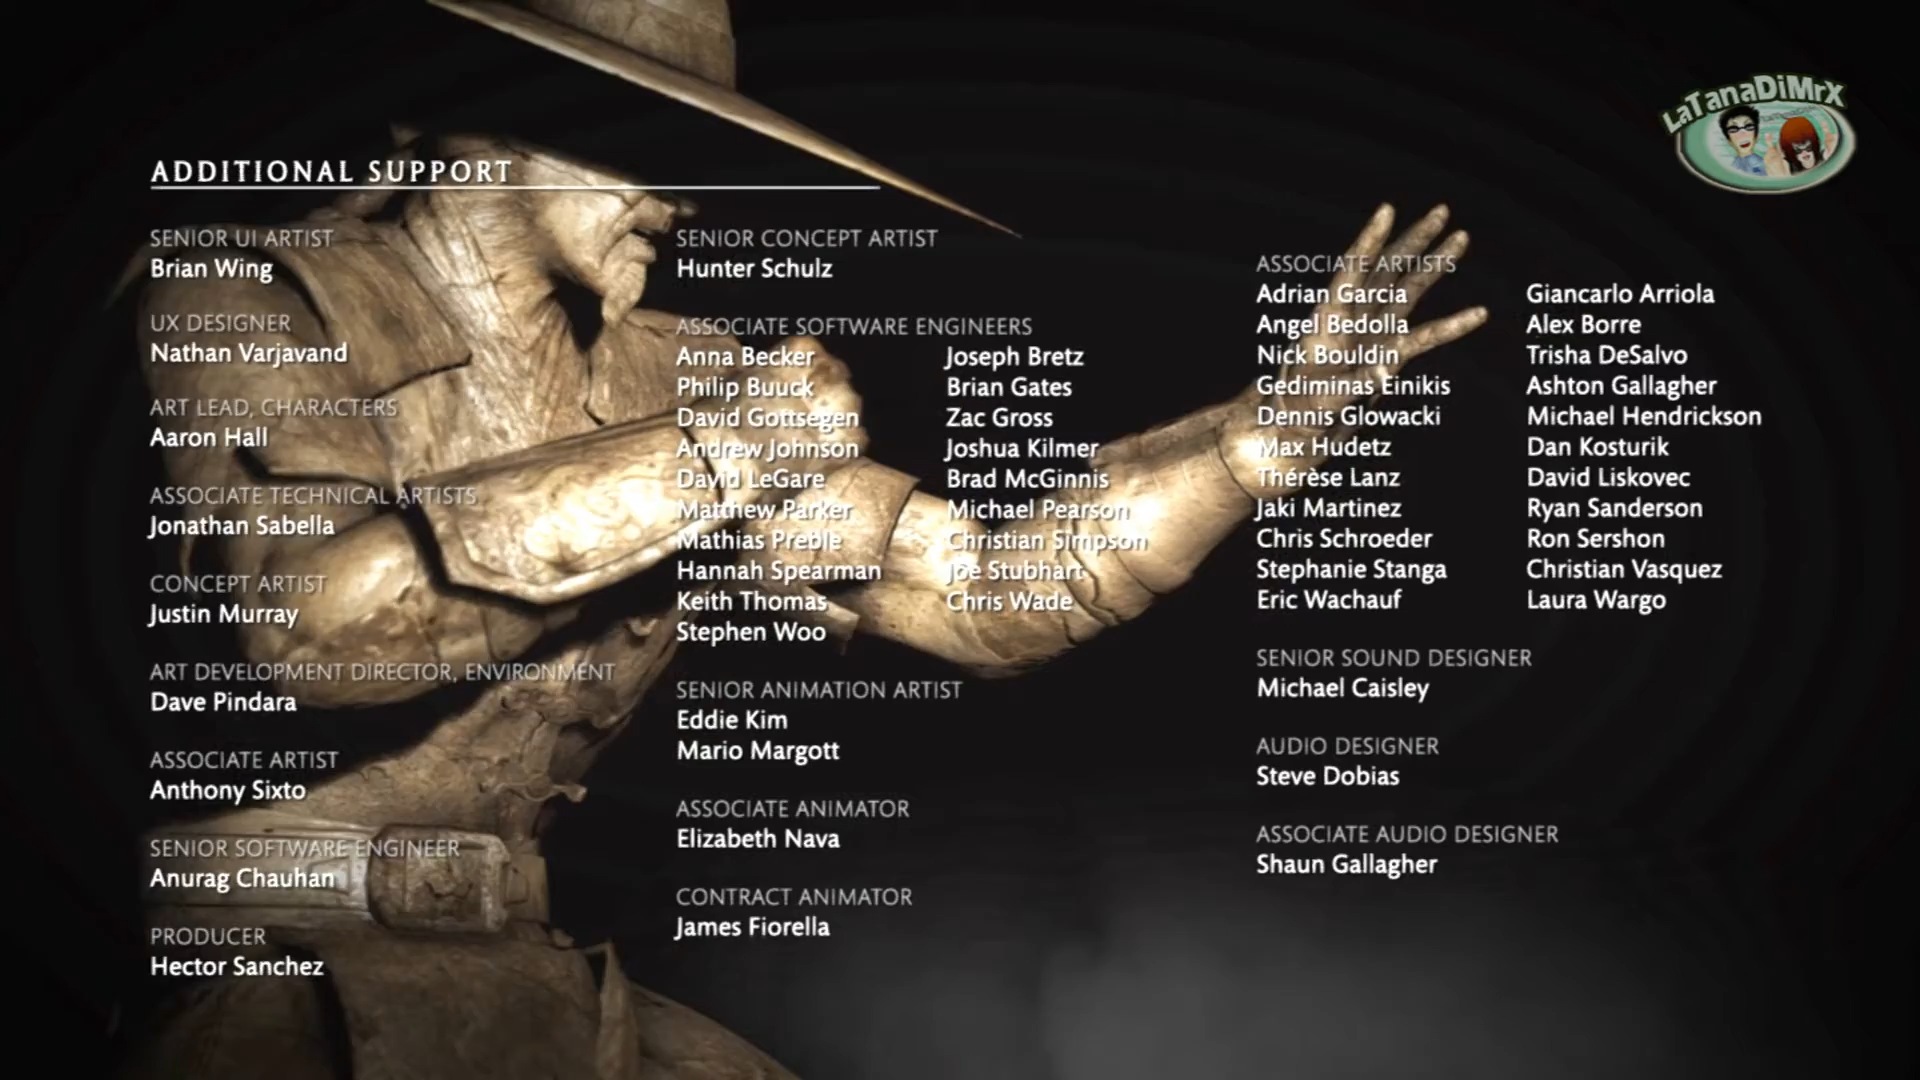 LaTanaDiMrX
ADDITIONAL SUPPORT
SENIOR UI ARTIST
Brian Wing
UX DESIGNER
Nathan Varjavand
ART LEAD, CHARACTERS
Aaron Hall
ASSOCIATE TECHNICAL ARTISTS
Jonathan Sabella
CONCEPT ARTIST
Justin Murray
ART DEVELOPMENT DIRECTOR, ENVIRONMENT
Dave Pindara
ASSOCIATE ARTIST
Anthony Sixto
SENIOR SOFTWARE ENGINEER
Anurag Chauhan
PRODUCER
Hector Sanchez
SENIOR CONCEPT ARTIST
Hunter Schulz
ASSOCIATE SOFTWARE ENGINEERS
Anna Becker
Philip Buuck
David Gottsegen
Andrew Johnson
David LeGare
Matthew Parker
Mathias Preble
Hannah Spearman
Keith Thomas
Stephen Woo
Joseph Bretz
Brian Gates
Zac Gross
Joshua Kilmer
Brad McGinnis
Michael Pearson
Christian Simpson
Joe Stubhart
Chris Wade
SENIOR ANIMATION ARTIST
Eddie Kim
Mario Margott
ASSOCIATE ANIMATOR
Elizabeth Nava
CONTRACT ANIMATOR
James Fiorella
ASSOCIATE ARTISTS
Adrian Garcia
Angel Bedolla
Nick Bouldin
Gediminas Einikis
Dennis Glowacki
Max Hudetz
Thérèse Lanz
Jaki Martinez
Chris Schroeder
Stephanie Stanga
Eric Wachauf
Giancarlo Arriola
Alex Borre
Trisha DeSalvo
Ashton Gallagher
Michael Hendrickson
Dan Kosturik
David Liskovec
Ryan Sanderson
Ron Sershon
Christian Vasquez
Laura Wargo
SENIOR SOUND DESIGNER
Michael Caisley
AUDIO DESIGNER
Steve Dobias
ASSOCIATE AUDIO DESIGNER
Shaun Gallagher